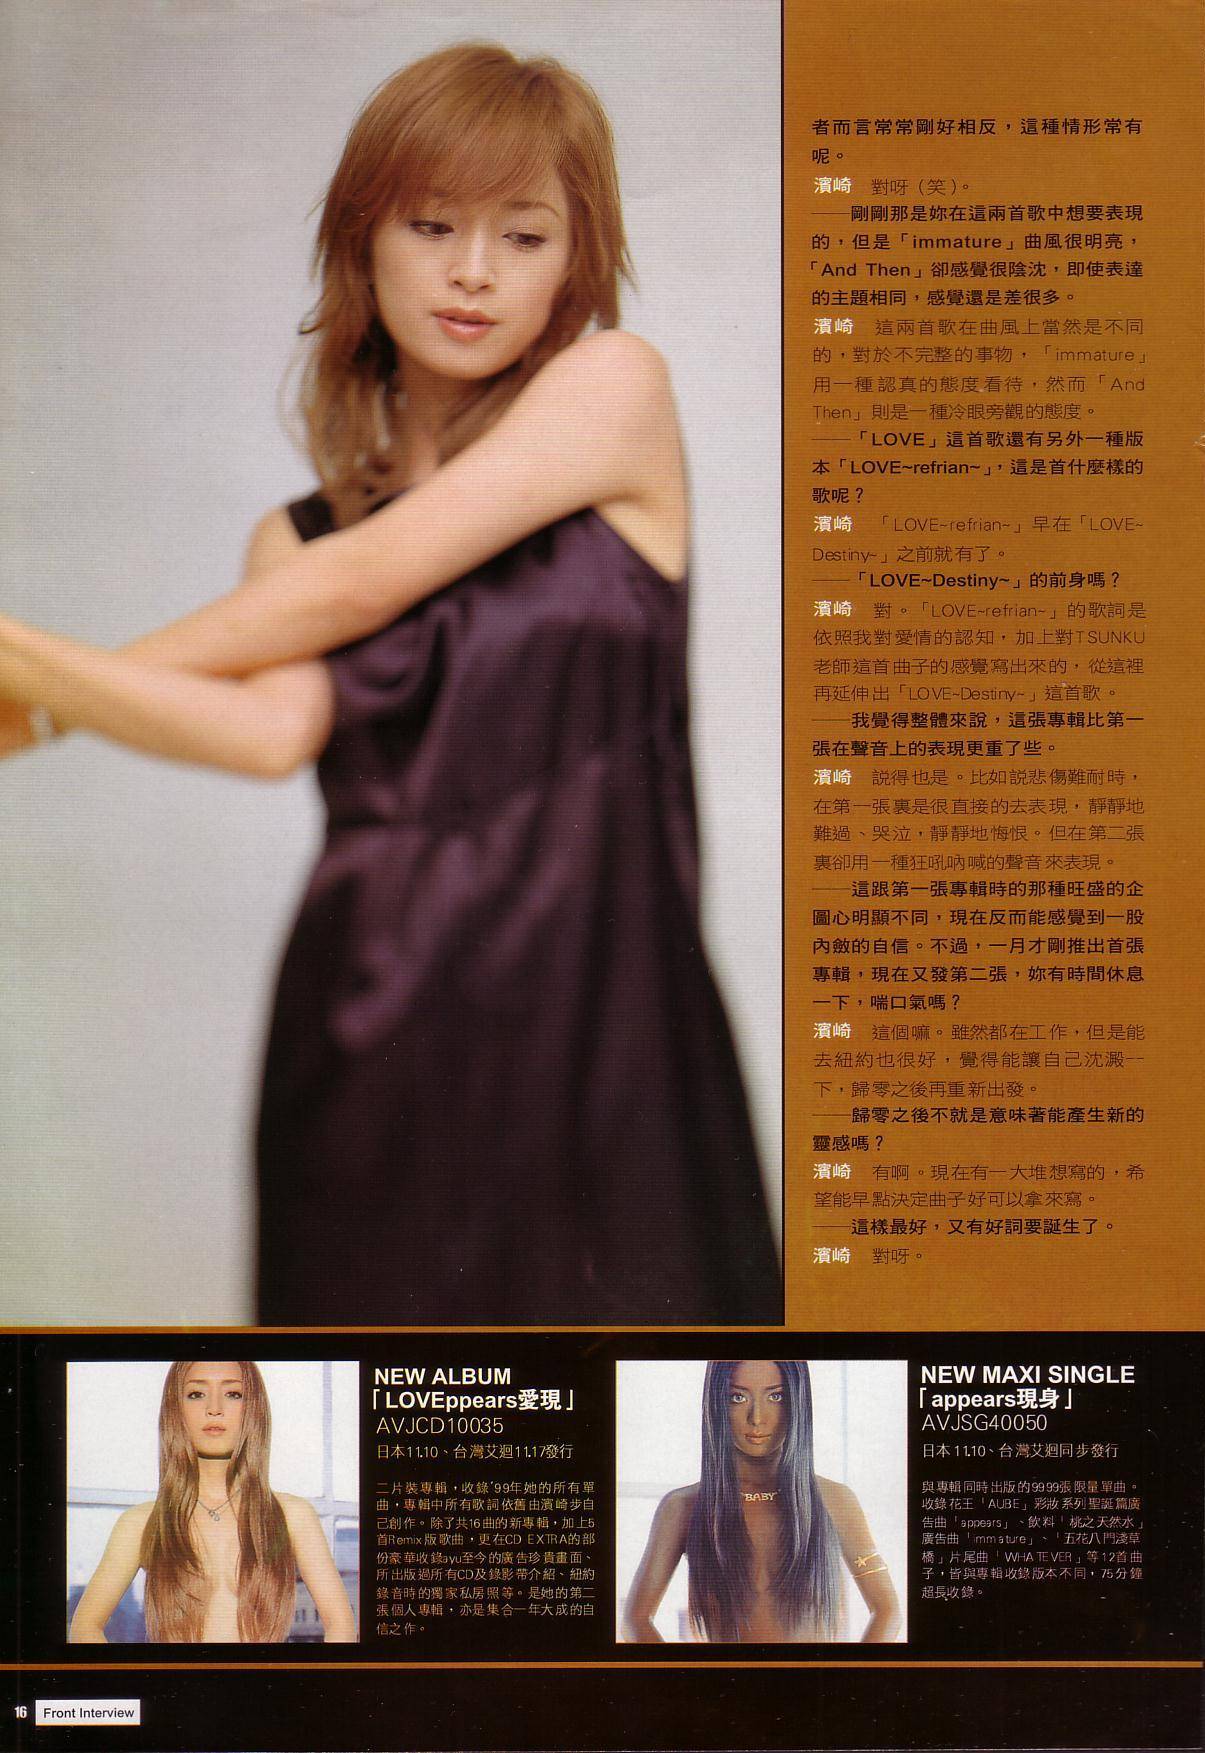 者而言常常剛好相反，這種情形常有
呢。
濱崎　對呀（笑）。
——剛剛那是妳在這兩首歌中想要表現
的，但是「immature」曲風很明亮，
「And Then」卻感覺很陰沈，即使表達
的主題相同，感覺還是差很多。
濱崎　這兩首歌在曲風上當然是不同
的，對於不完整的事物，「immature」
用一種認真的態度看待，然而「And
Then」則是一種冷眼旁觀的態度。
——「LOVE」這首歌還有另外一種版
本「LOVE~refrian~」，這是首什麼樣的
歌呢？
濱崎　「LOVE~refrian~」早在「LOVE~
Destiny~」之前就有了。
——「LOVE~Destiny~」的前身嗎？
濱崎　對。「LOVE~refrian~」的歌詞是
依照我對愛情的認知，加上對TSUNKU
老師這首曲子的感覺寫出來的，從這裡
再延伸出「LOVE~Destiny~」這首歌。
——我覺得整體來說，這張專輯比第一
張在聲音上的表現更重了些。
濱崎　說得也是。比如說悲傷難耐時，
在第一張裏是很直接的去表現，靜靜地
難過、哭泣，靜靜地悔恨。但在第二張
裏卻用一種狂吼吶喊的聲音來表現。
——這跟第一張專輯時的那種旺盛的企
圖心明顯不同，現在反而能感覺到一股
內斂的自信。不過，一月才剛推出首張
專輯，現在又發第二張，妳有時間休息
一下，喘口氣嗎？
濱崎　這個嘛。雖然都在工作，但是能
去紐約也很好，覺得能讓自己沈澱一
下，歸零之後再重新出發。
——歸零之後不就是意味著能產生新的
靈感嗎？
濱崎　有啊。現在有一大堆想寫的，希
望能早點決定曲子好可以拿來寫。
——這樣最好，又有好詞要誕生了。
濱崎　對呀。
NEW ALBUM
「LOVEppears愛現」
AVJCD10035
日本11.10、台灣艾迴11.17發行
二片裝專輯，收錄'99年她的所有單
曲，專輯中所有歌詞依舊由濱崎步自
己創作。除了共16曲的新專輯，加上5
首Remix版歌曲，更在CD EXTRA的部
份豪華收錄ayu至今的廣告珍貴畫面、
所出版過所有CD及錄影帶介紹、紐約
錄音時的獨家私房照等。是她的第二
張個人專輯，亦是集合一年大成的自
信之作。
BABY
NEW MAXI SINGLE
「appears現身」
AVJSG40050
日本11.10、台灣艾迴同步發行
與專輯同時出版的9999張限量單曲。
收錄花王「AUBE」彩妝系列聖誕篇廣
告曲「appears」、飲料「桃之天然水」
廣告曲「immature」、「五花八門淺草
橋」片尾曲「WHATEVER」等12首曲
子，皆與專輯收錄版本不同，75分鐘
超長收錄。
16 Front Interview